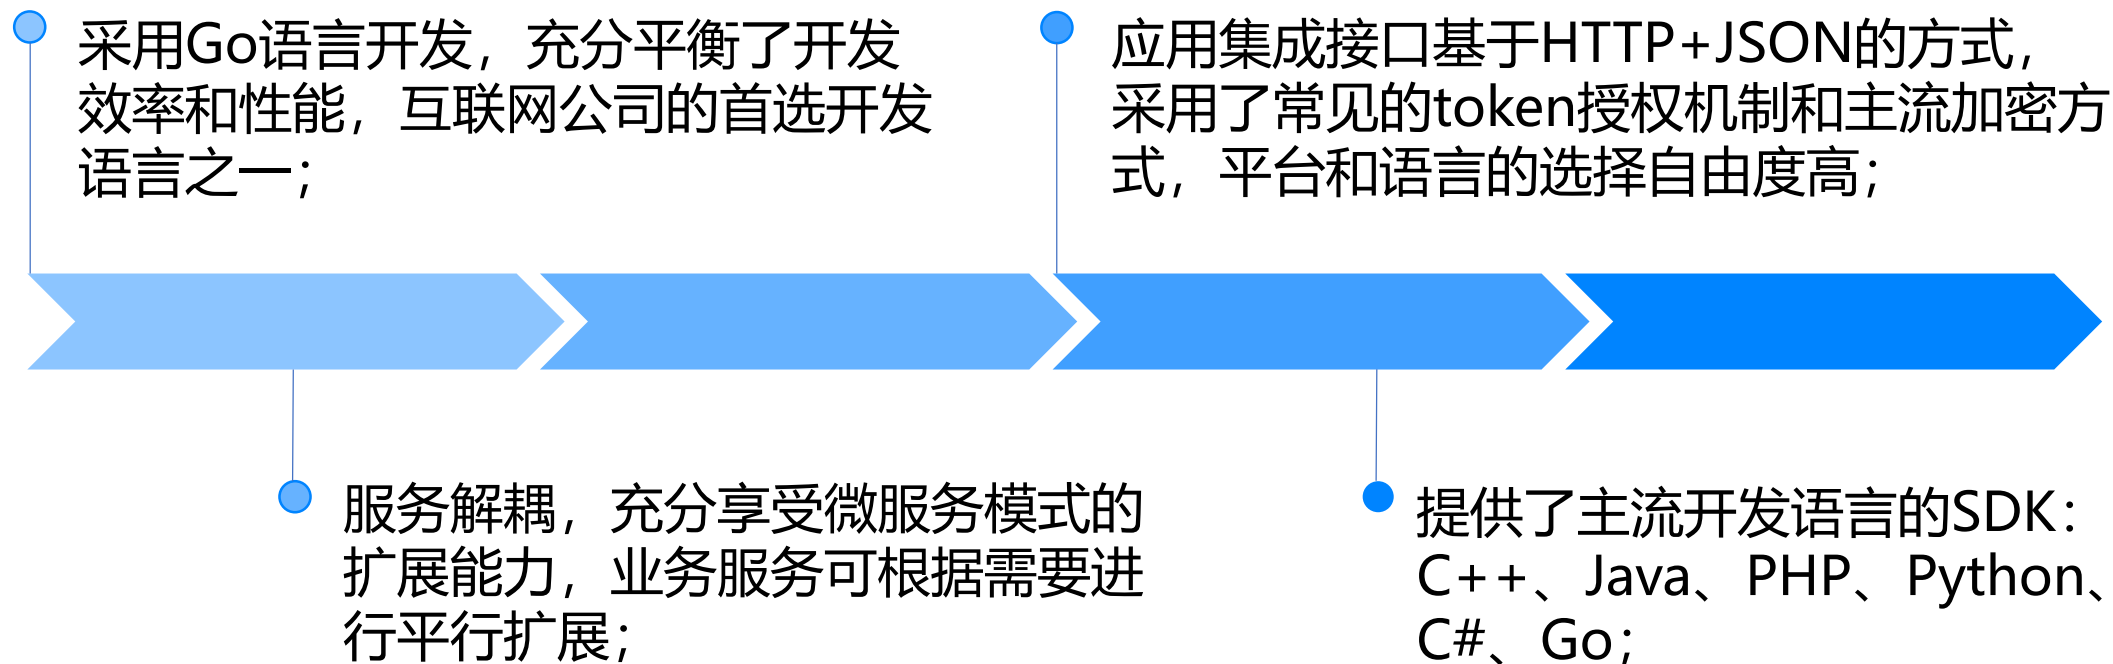 采用Go语言开发，充分平衡了开发
效率和性能，互联网公司的首选开发
语言之一；
应用集成接口基于HTTP+JSON的方式，
采用了常见的token授权机制和主流加密方
式，平台和语言的选择自由度高；
服务解耦，充分享受微服务模式的
扩展能力，业务服务可根据需要进
行平行扩展；
提供了主流开发语言的SDK：
C++、Java、PHP、Python、
C#、Go；